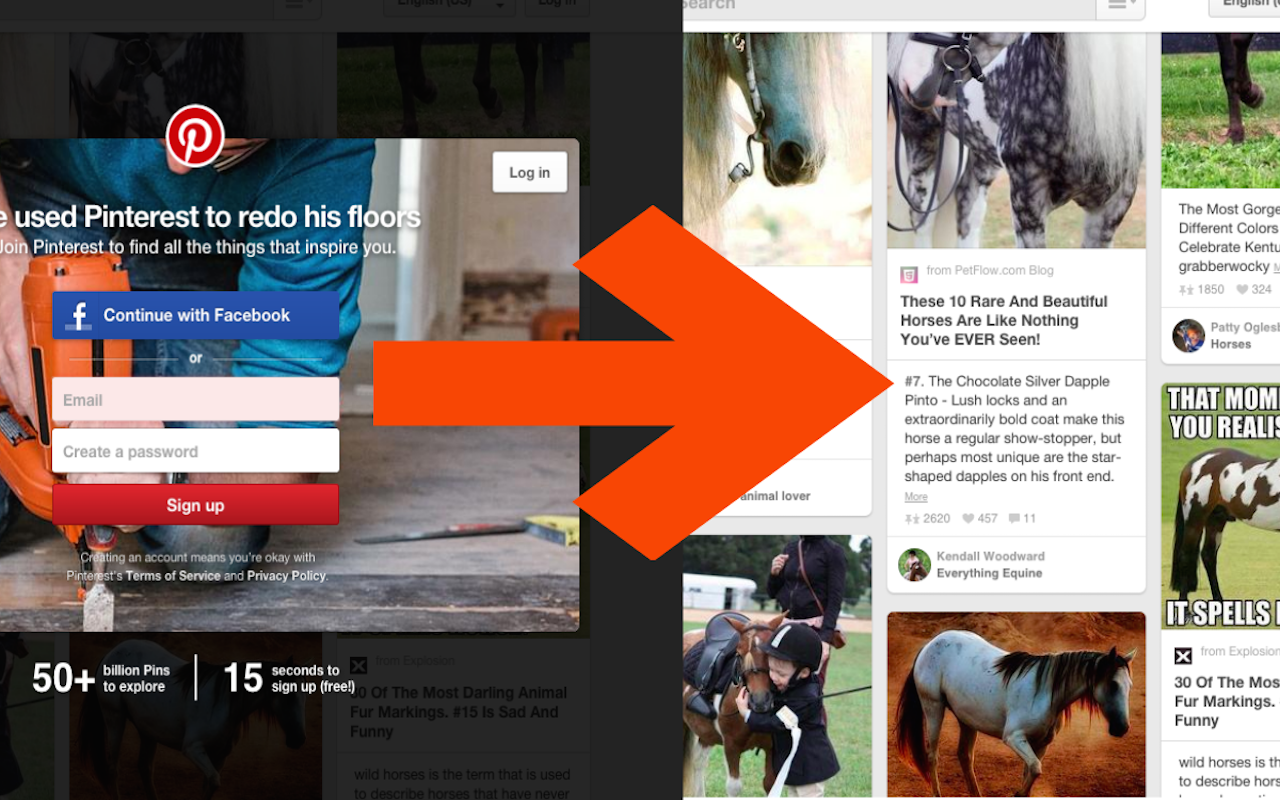 English (US)
Log in
Log in
e used Pinterest to redo his floors
Join Pinterest to find all the things that inspire you.
f Continue with Facebook
or
Email
Create a password
Sign up
Creating an account means you're okay with
Pinterest's Terms of Service and Privacy Policy.
50+ billion Pins
to explore
15 seconds to
sign up (free!)
from Explosion
30 Of The Most Darling Animal
Fur Markings. #15 Is Sad And
Funny
wild horses is the term that is used
to describe horses that have never
Search
English (U
animal lover
from PetFlow.com Blog
These 10 Rare And Beautiful
Horses Are Like Nothing
You've EVER Seen!
#7. The Chocolate Silver Dapple
Pinto - Lush locks and an
extraordinarily bold coat make this
horse a regular show-stopper, but
perhaps most unique are the star-
shaped dapples on his front end.
More
2620 457 11
Kendall Woodward
Everything Equine
The Most Gorge
Different Colors
Celebrate Kentu
grabberwocky M
1850 324
Patty Oglesb
Horses
THAT MOM
YOU REALIS
IT SPELLS
from Explosion
30 Of The Mos
Fur Markings.
Funny
wild horses is th
to describe hors